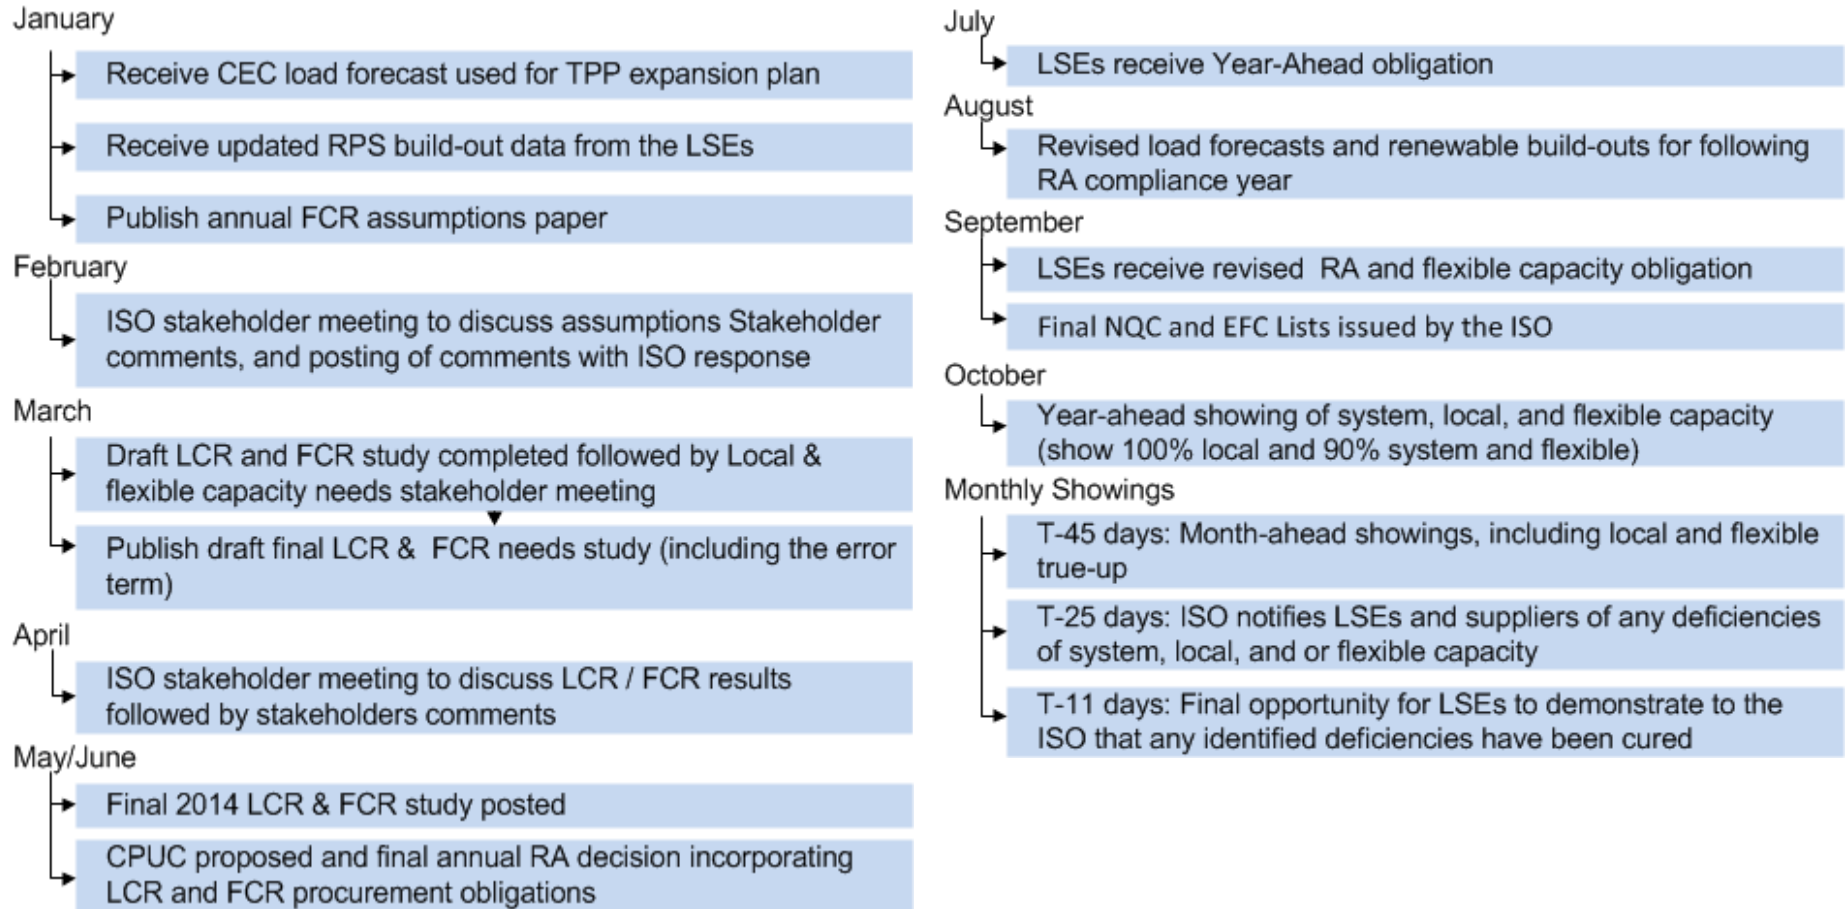 January
Receive CEC load forecast used for TPP expansion plan
Receive updated RPS build-out data from the LSEs
Publish annual FCR assumptions paper
February
ISO stakeholder meeting to discuss assumptions Stakeholder
comments, and posting of comments with ISO response
March
Draft LCR and FCR study completed followed by Local &
flexible capacity needs stakeholder meeting
Publish draft final LCR & FCR needs study (including the error
term)
April
ISO stakeholder meeting to discuss LCR / FCR results
followed by stakeholders comments
May/June
Final 2014 LCR & FCR study posted
CPUC proposed and final annual RA decision incorporating
LCR and FCR procurement obligations
July
LSEs receive Year-Ahead obligation
August
Revised load forecasts and renewable build-outs for following
RA compliance year
September
LSEs receive revised RA and flexible capacity obligation
Final NQC and EFC Lists issued by the ISO
October
Year-ahead showing of system, local, and flexible capacity
(show 100% local and 90% system and flexible)
Monthly Showings
T-45 days: Month-ahead showings, including local and flexible
true-up
T-25 days: ISO notifies LSEs and suppliers of any deficiencies
of system, local, and or flexible capacity
T-11 days: Final opportunity for LSEs to demonstrate to the
ISO that any identified deficiencies have been cured